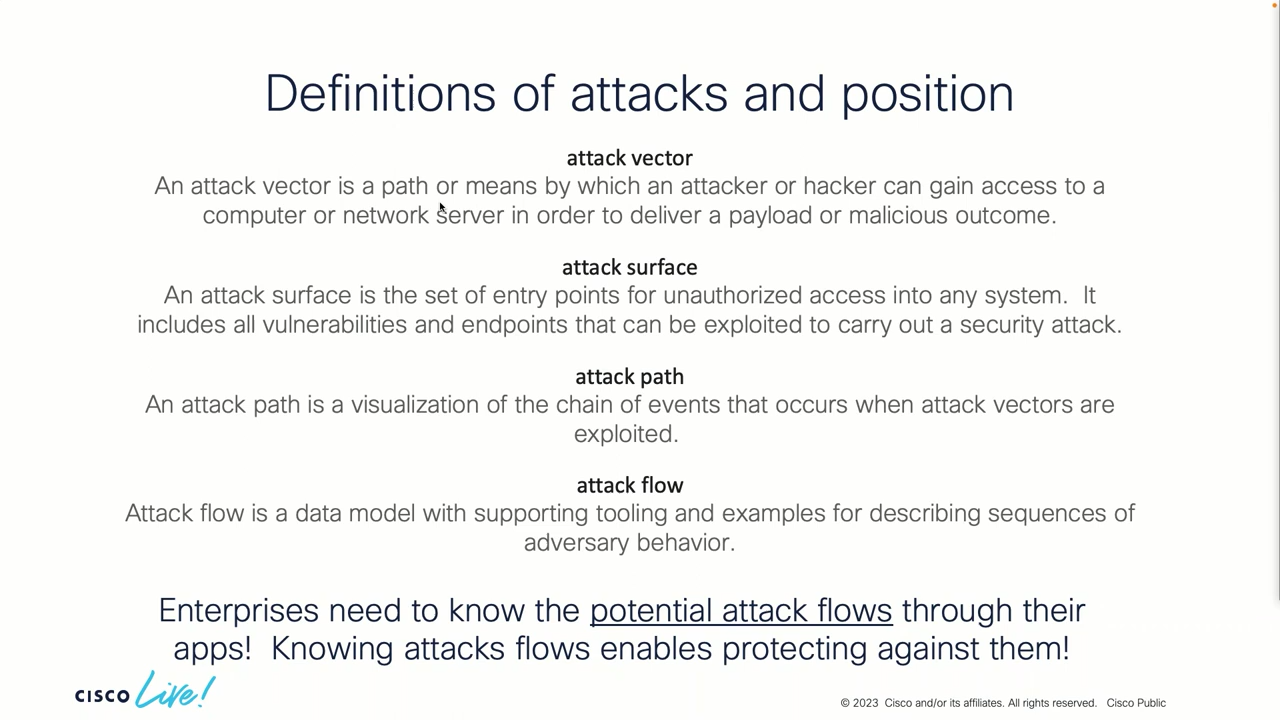 Definitions of attacks and position
attack vector
An attack vector is a path or means by which an attacker or hacker can gain access to a
computer or network server in order to deliver a payload or malicious outcome.
attack surface
An attack surface is the set of entry points for unauthorized access into any system.  It
includes all vulnerabilities and endpoints that can be exploited to carry out a security attack.
attack path
An attack path is a visualization of the chain of events that occurs when attack vectors are
exploited.
attack flow
Attack flow is a data model with supporting tooling and examples for describing sequences of
adversary behavior.
Enterprises need to know the potential attack flows through their
apps!  Knowing attacks flows enables protecting against them!
CISCO Live!
© 2023  Cisco and/or its affiliates. All rights reserved.   Cisco Public